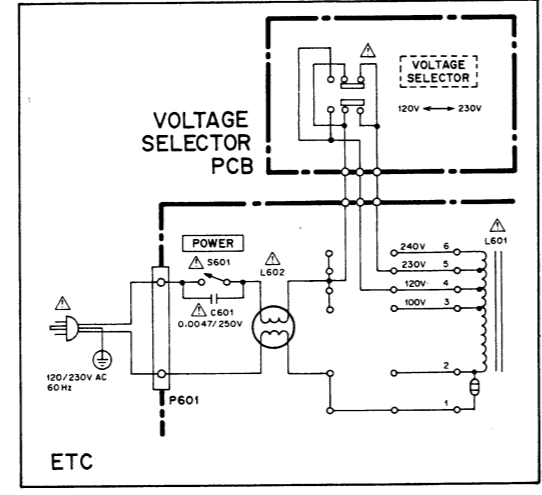 VOLTAGE
SELECTOR
120V ⟷ 230V
VOLTAGE
SELECTOR
PCB
POWER
S601
L602
C601
0.0047/250V
240V 6
230V 5
120V 4
100V 3
2
1
L601
120/230V AC
60Hz
P601
ETC